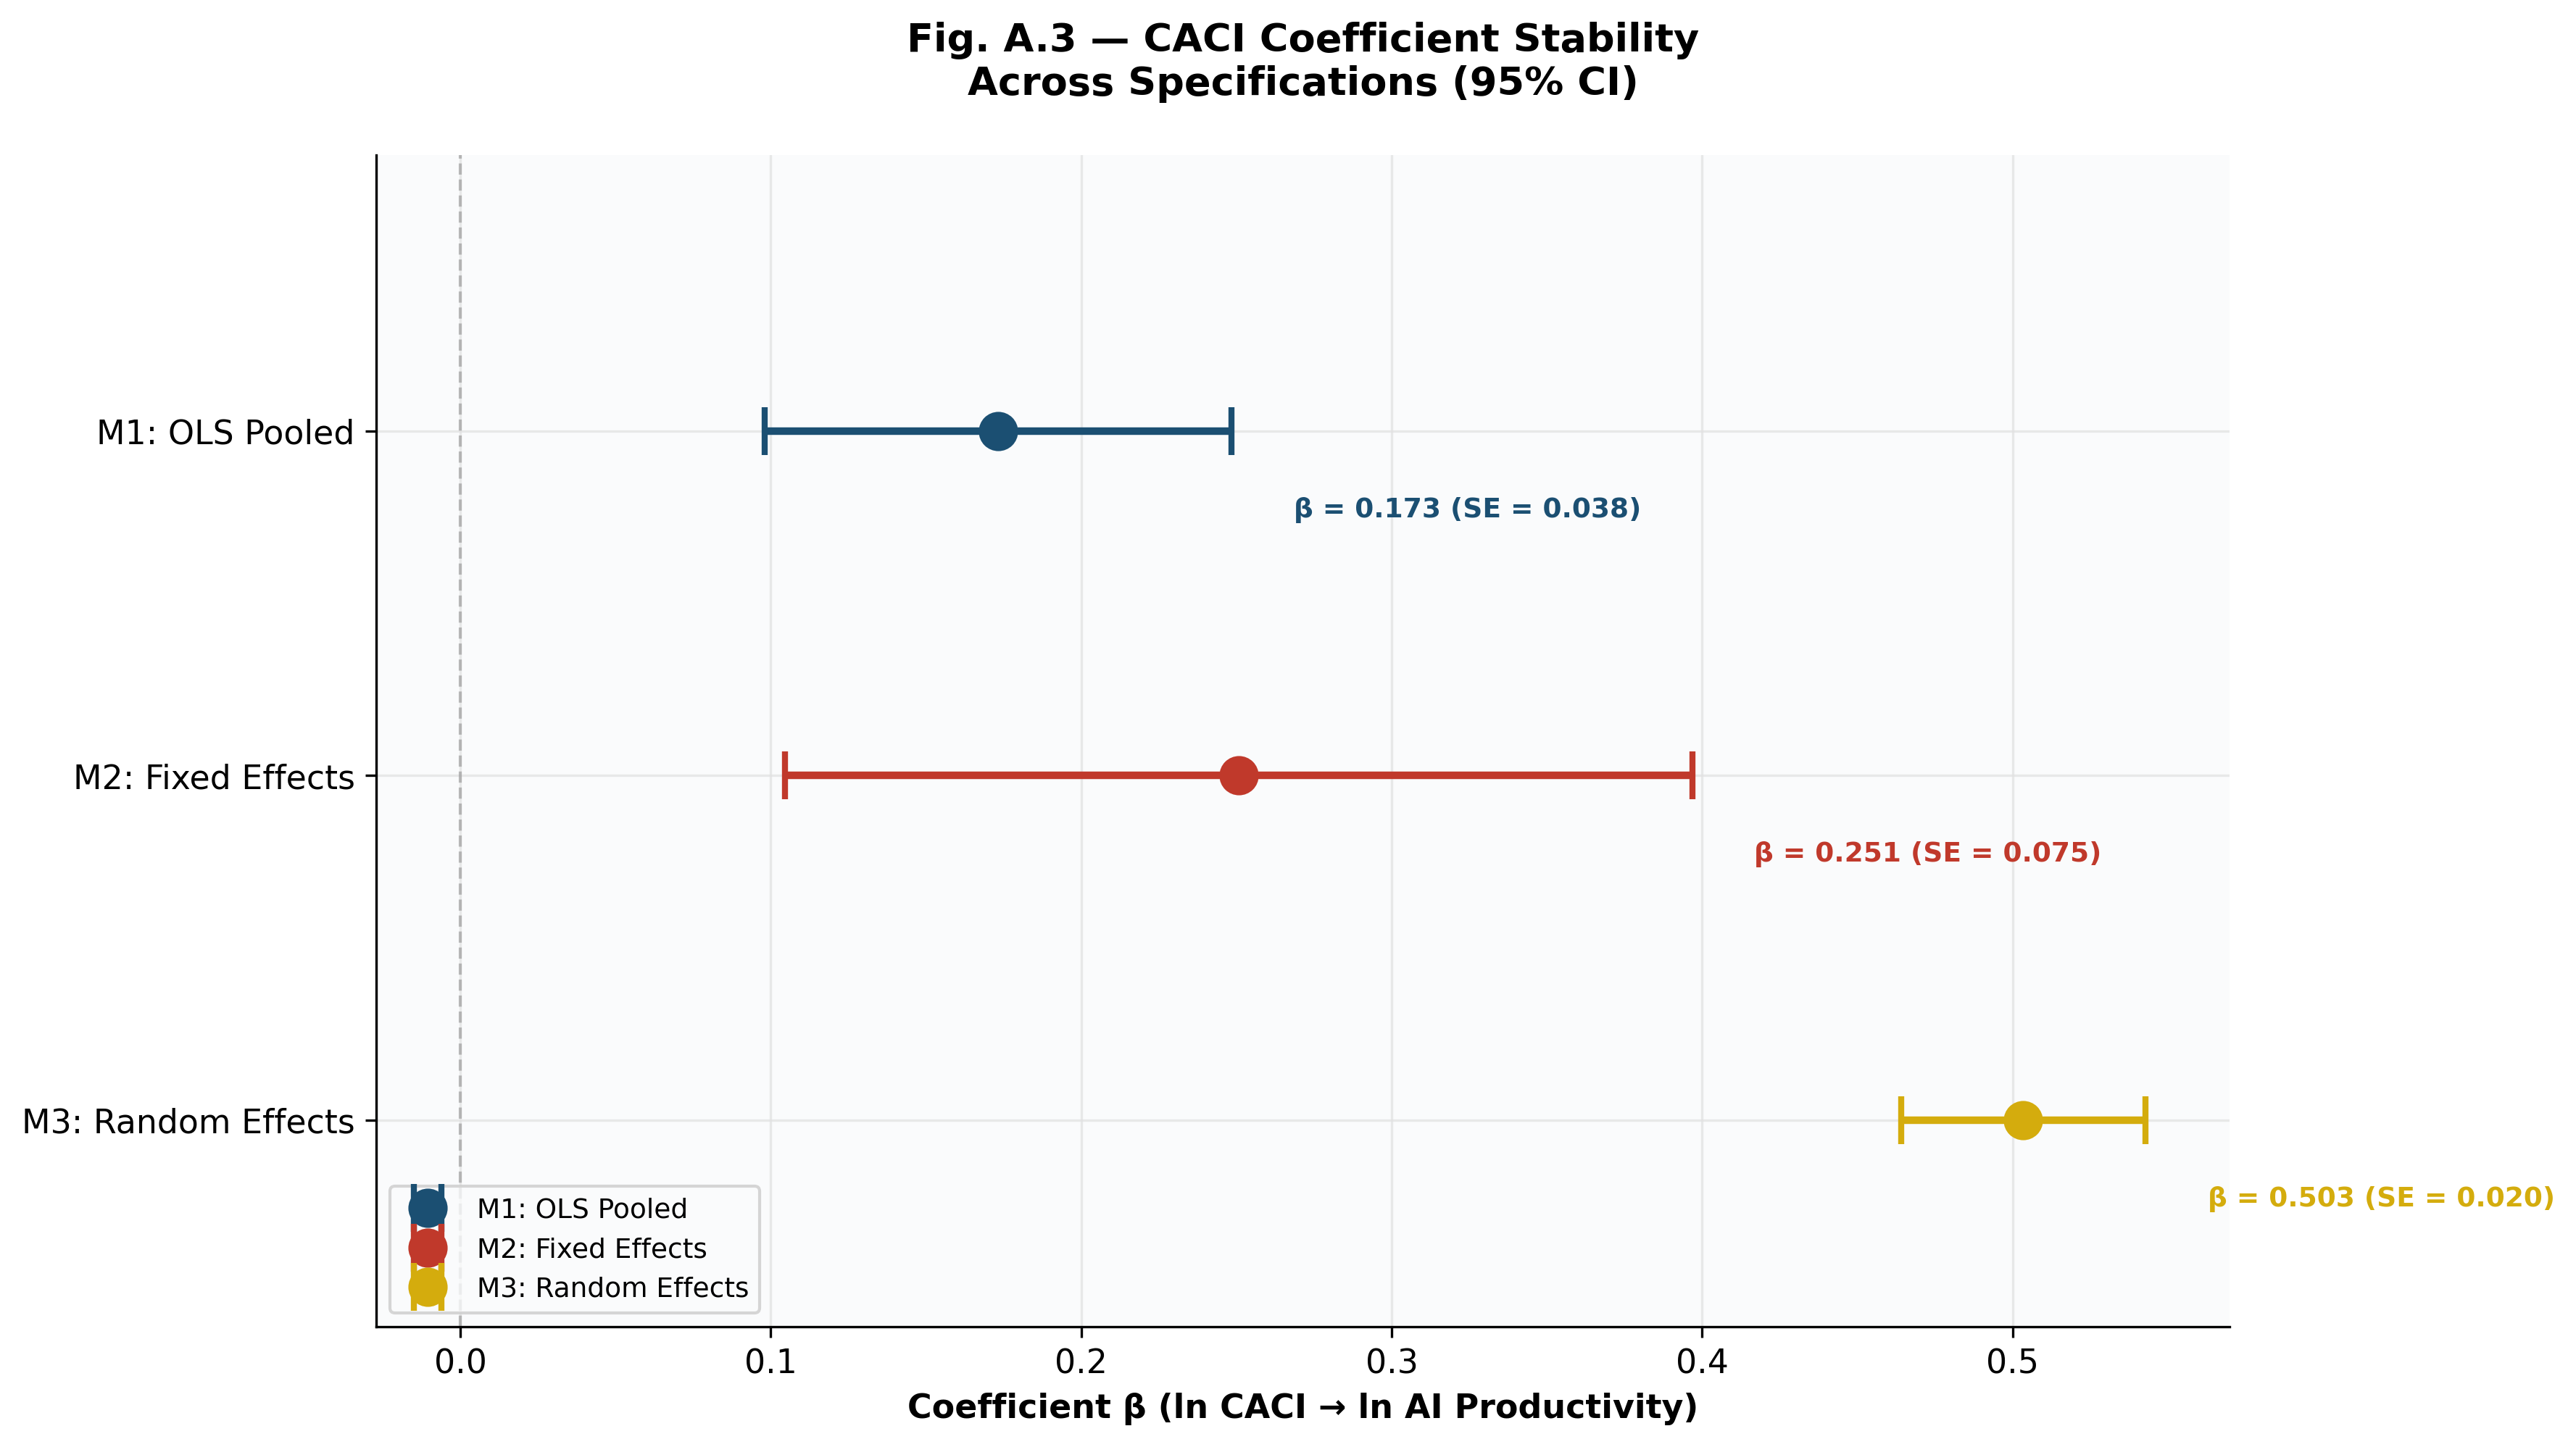 Fig. A.3 — CACI Coefficient Stability
Across Specifications (95% CI)
M1: OLS Pooled
β = 0.173 (SE = 0.038)
M2: Fixed Effects
β = 0.251 (SE = 0.075)
M3: Random Effects
β = 0.503 (SE = 0.020)
M1: OLS Pooled
M2: Fixed Effects
M3: Random Effects
0.0 0.1 0.2 0.3 0.4 0.5
Coefficient β (ln CACI → ln AI Productivity)